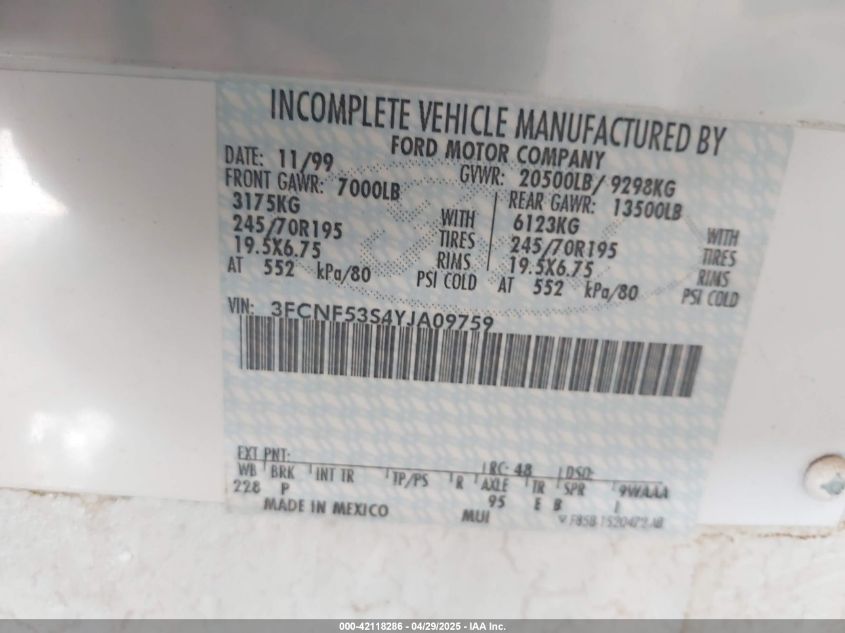 INCOMPLETE VEHICLE MANUFACTURED BY
FORD MOTOR COMPANY
DATE: 11/99 GVWR: 20500LB/ 9298KG
FRONT GAWR: 7000LB REAR GAWR: 13500LB
3175KG WITH 6123KG WITH
245/70R195 TIRES 245/70R195 TIRES
19.5X6.75 RIMS 19.5X6.75 RIMS
AT 552 kPa/80 PSI COLD AT 552 kPa/80 PSI COLD
VIN: 3FCNF53S4YJA09759
EXT PNT: RC: 48 DSO:
WB BRK INT TR TP/PS R AXLE TR SPR 9WAAA
228 P 95 E B
MADE IN MEXICO MUI
000-42118286 - 04/29/2025 - IAA Inc.